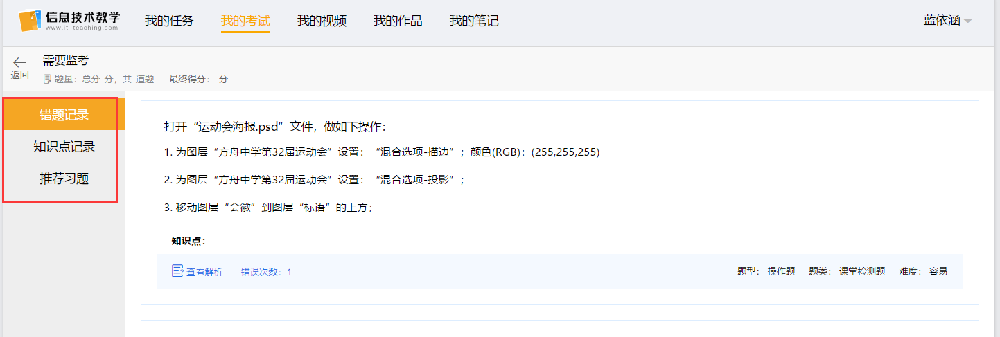 信息技术教学
www.it-teaching.com
我的任务 我的考试 我的视频 我的作品 我的笔记 蓝依涵
需要监考
返回 题量：总分-分，共-道题 最终得分：-分
错题记录
知识点记录
推荐习题
打开“运动会海报.psd”文件，做如下操作：
1. 为图层“方舟中学第32届运动会”设置：“混合选项-描边”；颜色(RGB)：(255,255,255)
2. 为图层“方舟中学第32届运动会”设置：“混合选项-投影”；
3. 移动图层“会徽”到图层“标语”的上方；
知识点：
查看解析 错误次数：1 题型： 操作题 题类： 课堂检测题 难度： 容易